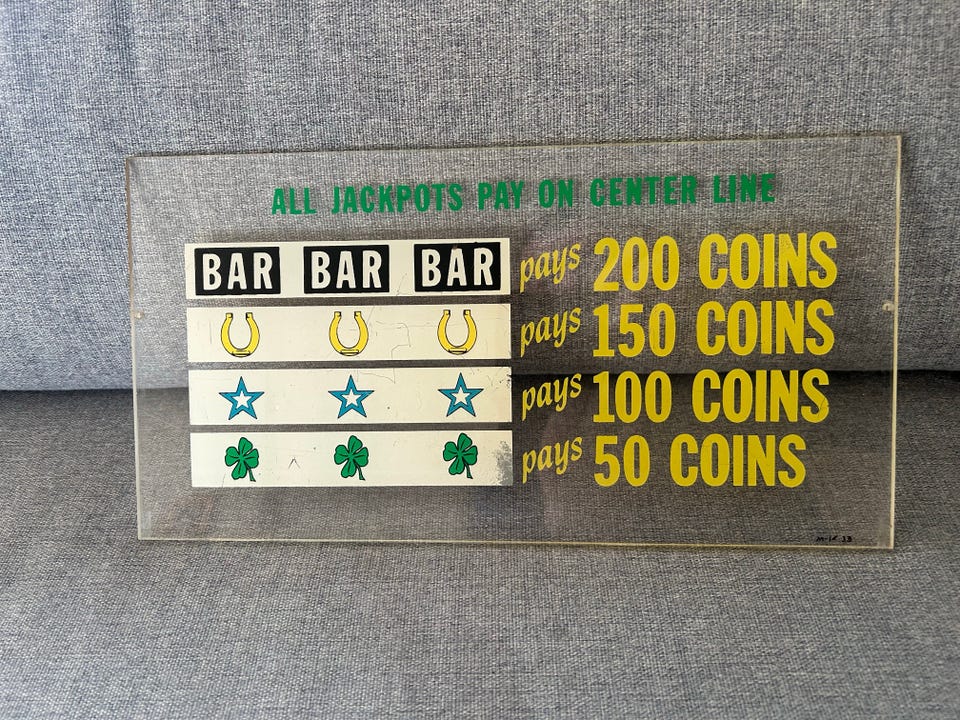 ALL JACKPOTS PAY ON CENTER LINE
BAR BAR BAR pays 200 COINS
pays 150 COINS
pays 100 COINS
pays 50 COINS